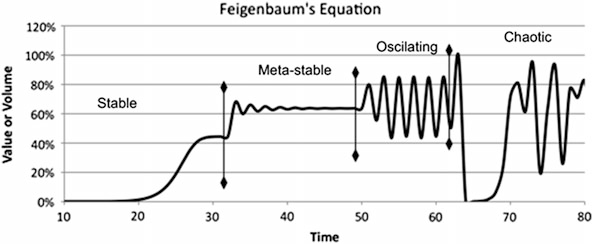 Feigenbaum's Equation
120%
100%
80%
60%
40%
20%
0%
Value or Volume
Stable
Meta-stable
Oscilating
Chaotic
10 20 30 40 50 60 70 80
Time